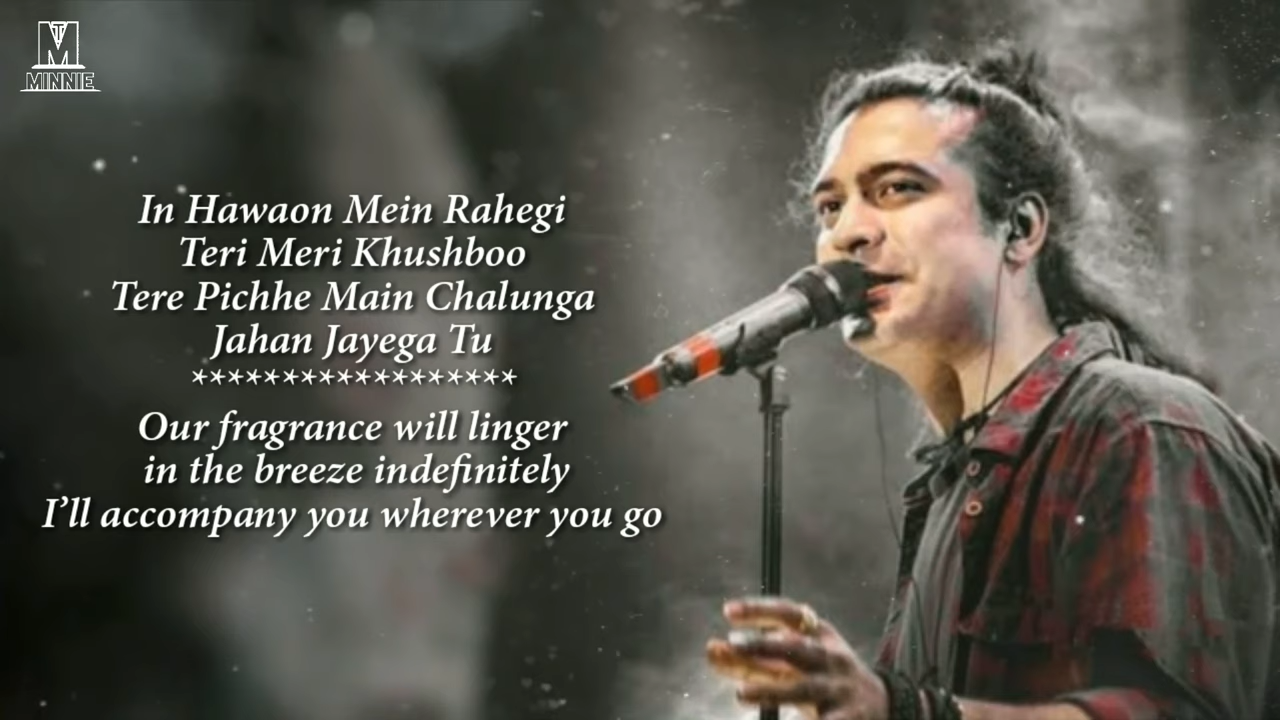 MINNIE
In Hawaon Mein Rahegi
Teri Meri Khushboo
Tere Pichhe Main Chalunga
Jahan Jayega Tu
******************
Our fragrance will linger
in the breeze indefinitely
I’ll accompany you wherever you go